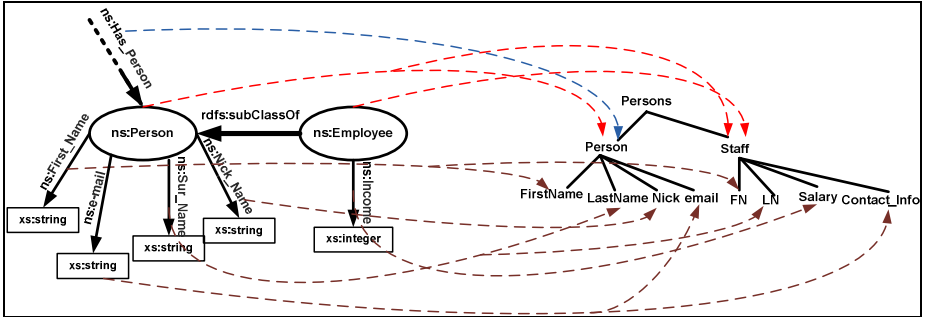 ns:Has_Person
Persons
rdfs:subClassOf
ns:Person
ns:Employee
Person
Staff
ns:First_Name
ns:e-mail
ns:Sur_Name
ns:Nick_Name
ns:Income
FirstName
LastName
Nick
email
FN
LN
Salary
Contact_Info
xs:string
xs:string
xs:string
xs:string
xs:integer